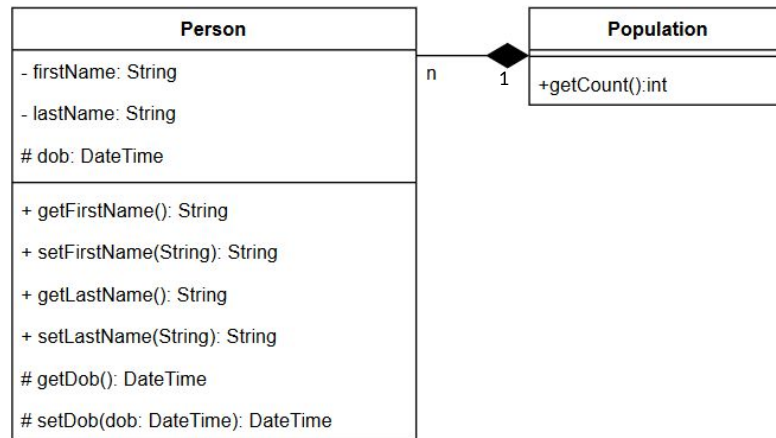 Person
- firstName: String
- lastName: String
# dob: DateTime
+ getFirstName(): String
+ setFirstName(String): String
+ getLastName(): String
+ setLastName(String): String
# getDob(): DateTime
# setDob(dob: DateTime): DateTime
n
1
Population
+getCount():int